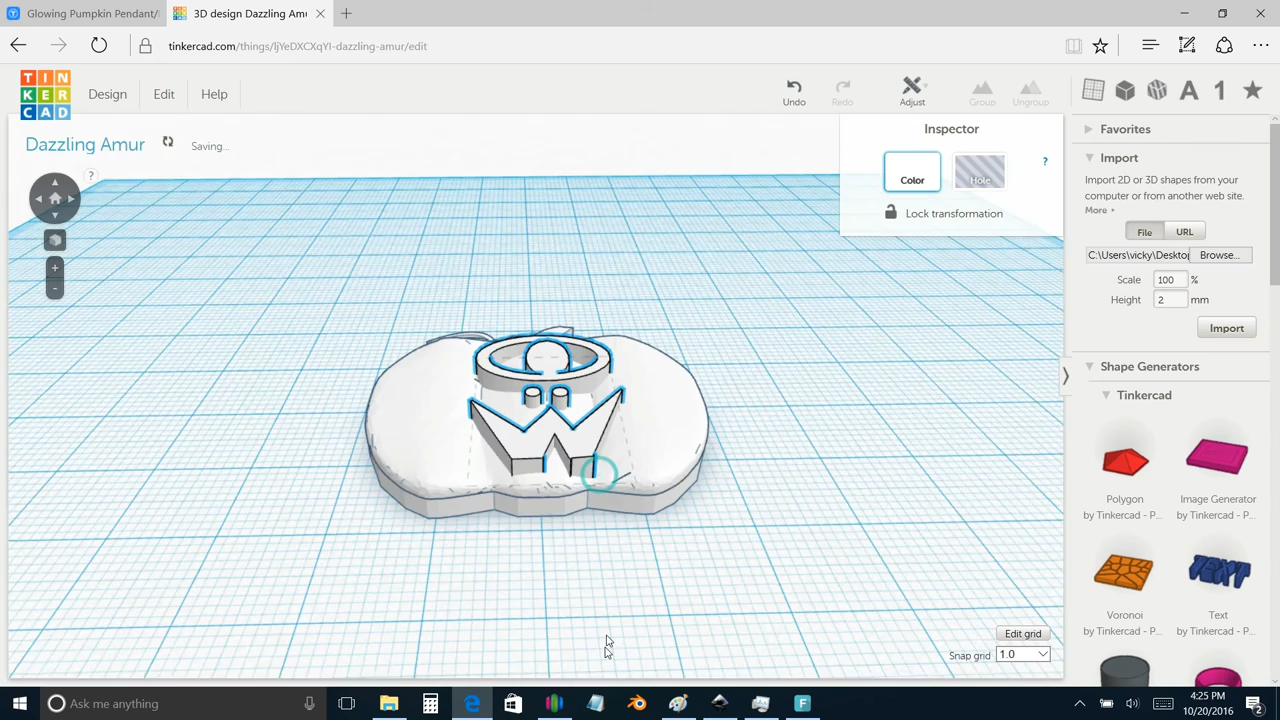 Glowing Pumpkin Pendant/
3D design Dazzling Amu
tinkercad.com/things/ljYeDXCXqYI-dazzling-amur/edit
TIN
KER
CAD
Design
Edit
Help
Undo
Redo
Adjust
Group
Ungroup
A
1
Dazzling Amur
Saving...
?
+
-
Inspector
Color
Hole
?
Lock transformation
Favorites
Import
Import 2D or 3D shapes from your
computer or from another web site.
More
File
URL
C:\Users\vicky\Desktop
Browse...
Scale
100
%
Height
2
mm
Import
Shape Generators
Tinkercad
Polygon
by Tinkercad - P...
Image Generator
by Tinkercad - P...
Voronoi
by Tinkercad - P...
TEXT
Text
by Tinkercad - P...
Edit grid
Snap grid
1.0
Ask me anything
4:25 PM
10/20/2016
2